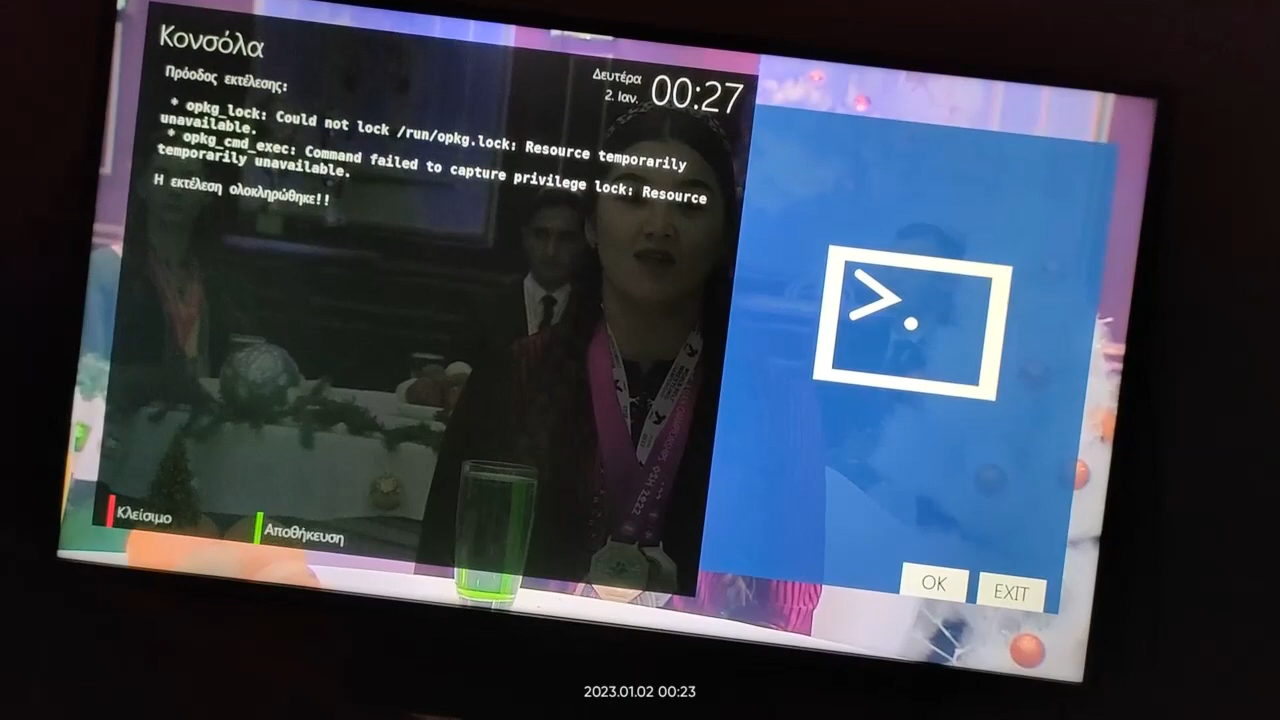 Κονσόλα
Δευτέρα
2. Ιαν.
00:27
Πρόοδος εκτέλεσης:
* opkg_lock: Could not lock /run/opkg.lock: Resource temporarily
unavailable.
* opkg_cmd_exec: Command failed to capture privilege lock: Resource
temporarily unavailable.
Η εκτέλεση ολοκληρώθηκε!!
Κλείσιμο
Αποθήκευση
OK
EXIT
2023.01.02 00:23